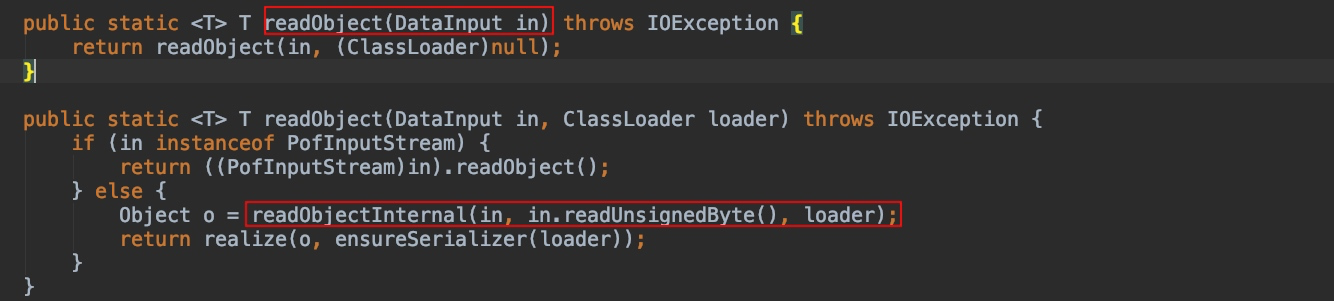 public static <T> T readObject(DataInput in) throws IOException {
    return readObject(in, (ClassLoader)null);
}
public static <T> T readObject(DataInput in, ClassLoader loader) throws IOException {
    if (in instanceof PofInputStream) {
        return ((PofInputStream)in).readObject();
    } else {
        Object o = readObjectInternal(in, in.readUnsignedByte(), loader);
        return realize(o, ensureSerializer(loader));
    }
}